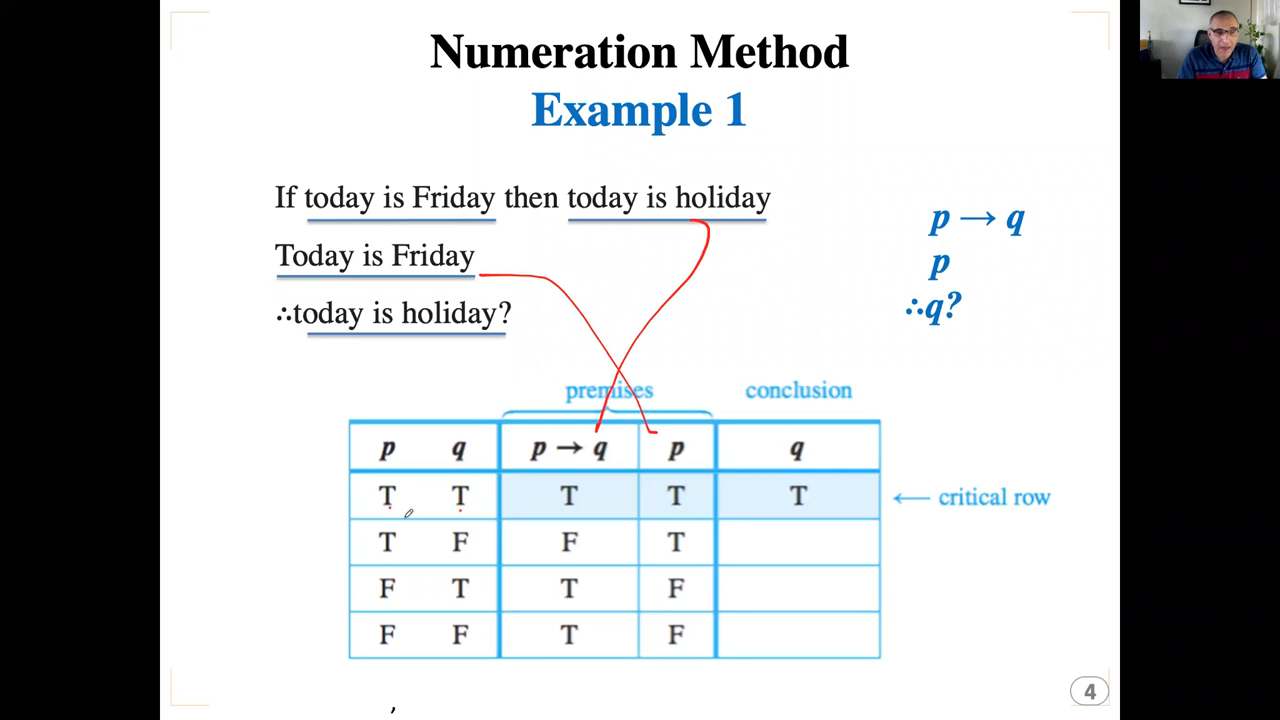 Numeration Method
Example 1
If today is Friday then today is holiday
Today is Friday
∴today is holiday?
p → q
p
∴q?
premises conclusion
p q p → q p q
T T T T T ← critical row
T F F T
F T T F
F F T F
4